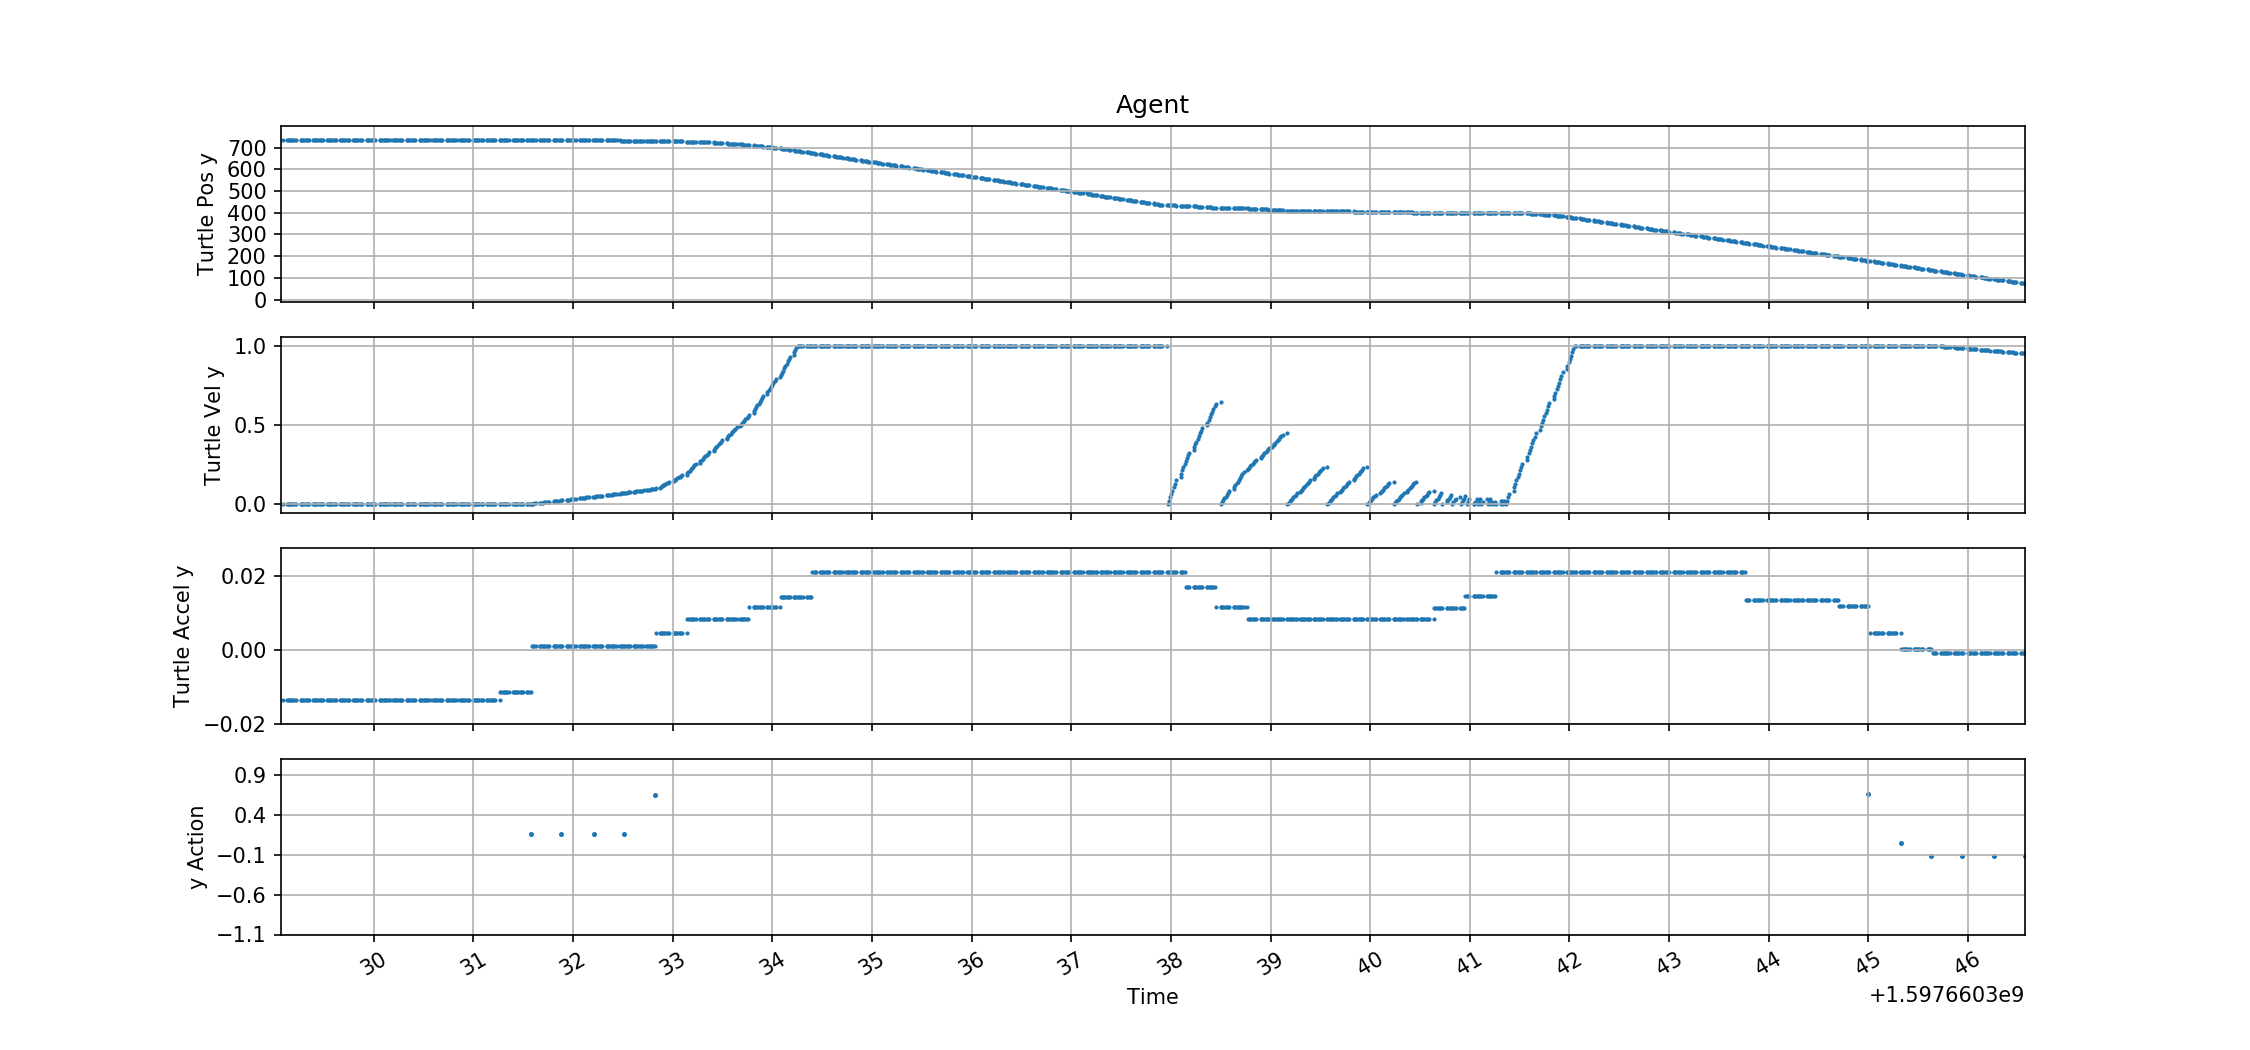 Agent
Turtle Pos y
700
600
500
400
300
200
100
0
Turtle Vel y
1.0
0.5
0.0
Turtle Accel y
0.02
0.00
−0.02
y Action
0.9
0.4
−0.1
−0.6
−1.1
30 31 32 33 34 35 36 37 38 39 40 41 42 43 44 45 46
Time
+1.5976603e9